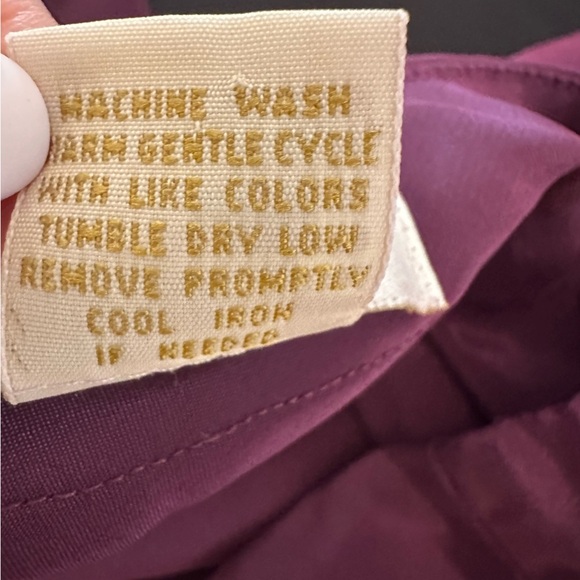 MACHINE WASH
WARM GENTLE CYCLE
WITH LIKE COLORS
TUMBLE DRY LOW
REMOVE PROMPTLY
COOL IRON
IF NEEDED